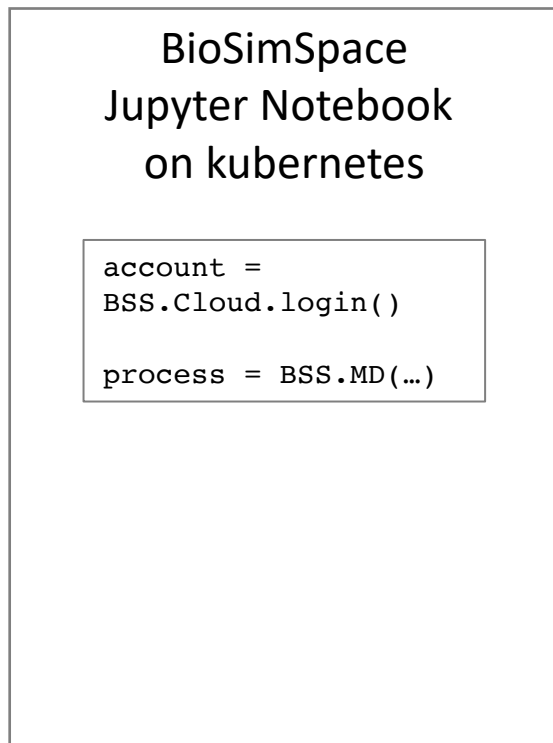 BioSimSpace
Jupyter Notebook
on kubernetes
account =
BSS.Cloud.login()
process = BSS.MD(…)